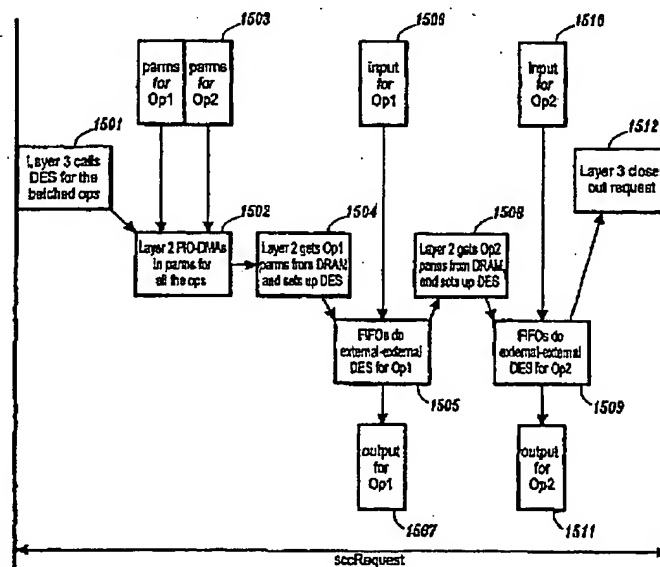 1503
1506
1510
parms
for
Op1
parms
for
Op2
input
for
Op1
input
for
Op2
1501
1512
Layer 3 calls
DES for the
batched ops
Layer 3 close
out request
1502
1504
1508
Layer 2 PIO-DMAs
in parms for
all the ops
Layer 2 gets Op1
parms from DRAM
and sets up DES
Layer 2 gets Op2
parms from DRAM
and sets up DES
FIFOs do
external-external
DES for Op1
FIFOs do
external-external
DES for Op2
1505
1509
output
for
Op1
output
for
Op2
1507
1511
sccRequest